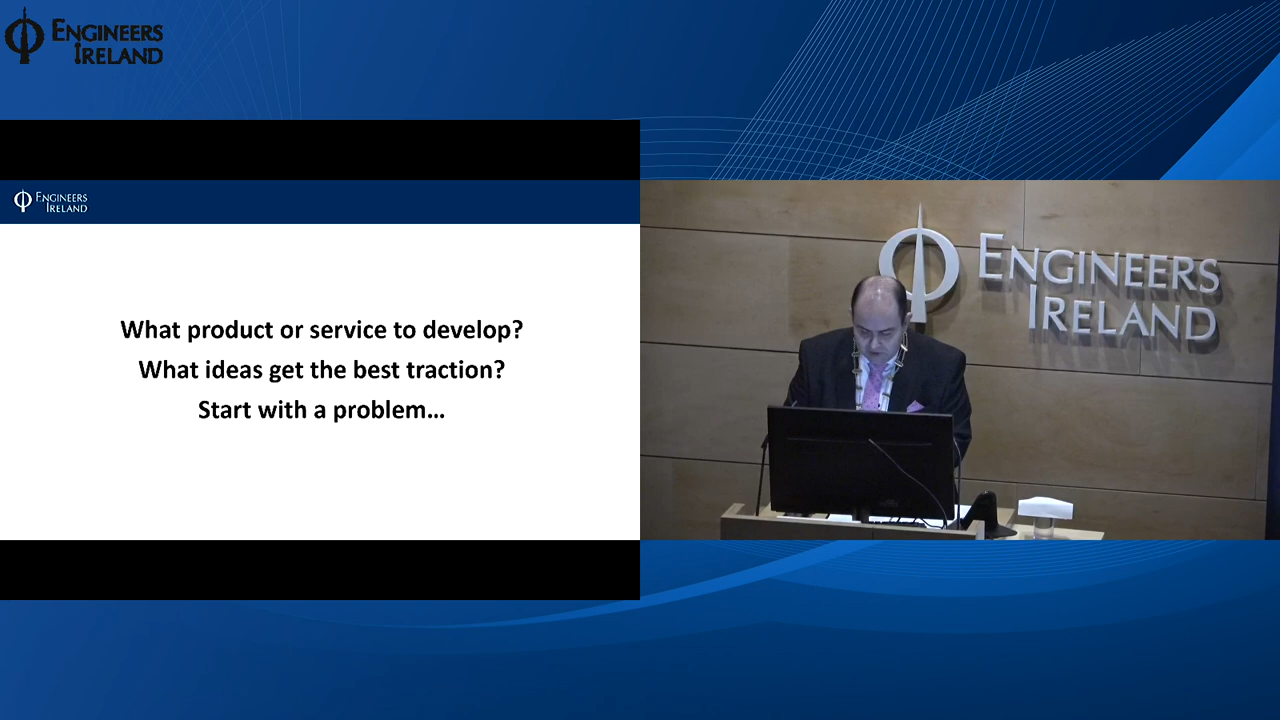 ENGINEERS
IRELAND
ENGINEERS
IRELAND
What product or service to develop?
What ideas get the best traction?
Start with a problem...
ENGINEERS
IRELAND